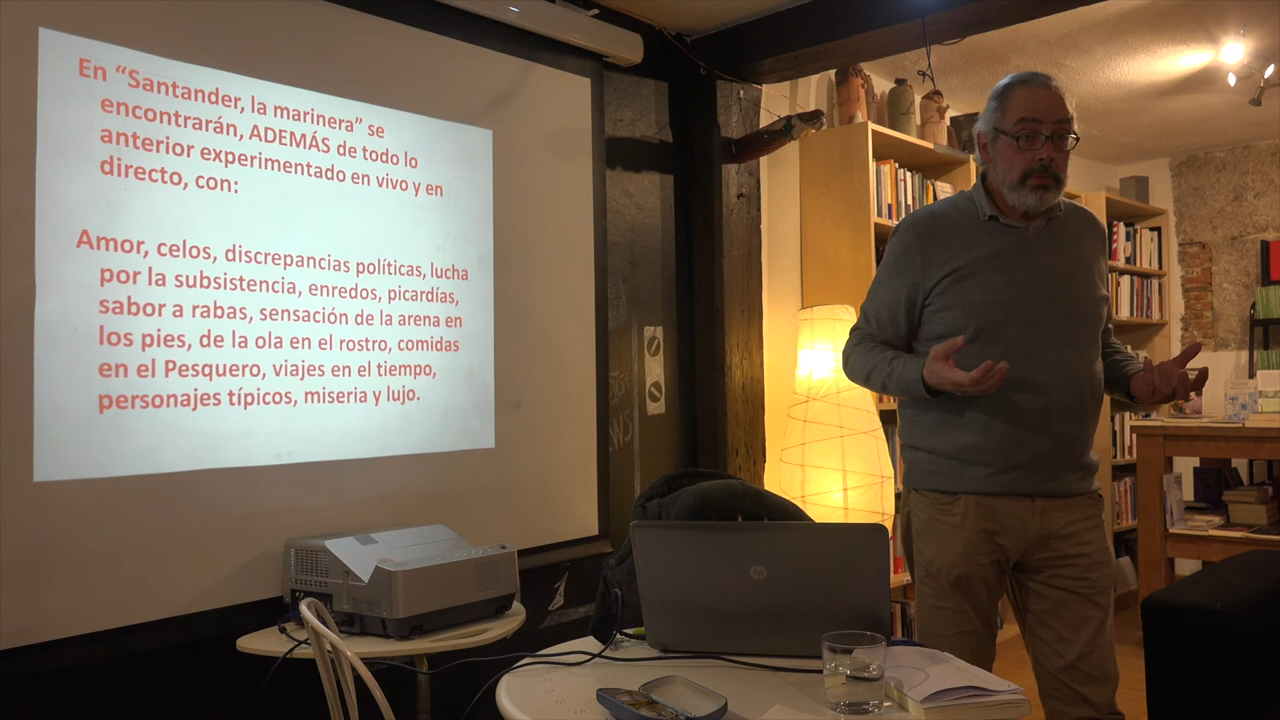 En “Santander, la marinera” se
encontrarán, ADEMÁS de todo lo
anterior experimentado en vivo y en
directo, con:
Amor, celos, discrepancias políticas, lucha
por la subsistencia, enredos, picardías,
sabor a rabas, sensación de la arena en
los pies, de la ola en el rostro, comidas
en el Pesquero, viajes en el tiempo,
personajes típicos, miseria y lujo.
hp